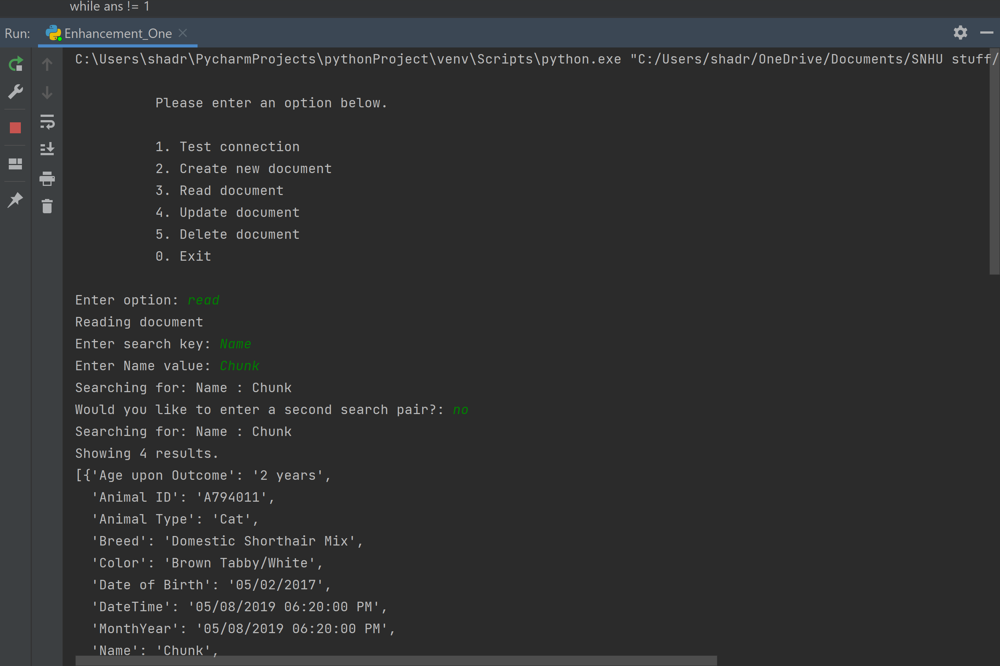 while ans != 1
Run: Enhancement_One
C:\Users\shadr\PycharmProjects\pythonProject\venv\Scripts\python.exe "C:/Users/shadr/OneDrive/Documents/SNHU stuff/
Please enter an option below.
1. Test connection
2. Create new document
3. Read document
4. Update document
5. Delete document
0. Exit
Enter option: read
Reading document
Enter search key: Name
Enter Name value: Chunk
Searching for: Name : Chunk
Would you like to enter a second search pair?: no
Searching for: Name : Chunk
Showing 4 results.
[{'Age upon Outcome': '2 years',
'Animal ID': 'A794011',
'Animal Type': 'Cat',
'Breed': 'Domestic Shorthair Mix',
'Color': 'Brown Tabby/White',
'Date of Birth': '05/02/2017',
'DateTime': '05/08/2019 06:20:00 PM',
'MonthYear': '05/08/2019 06:20:00 PM',
'Name': 'Chunk',